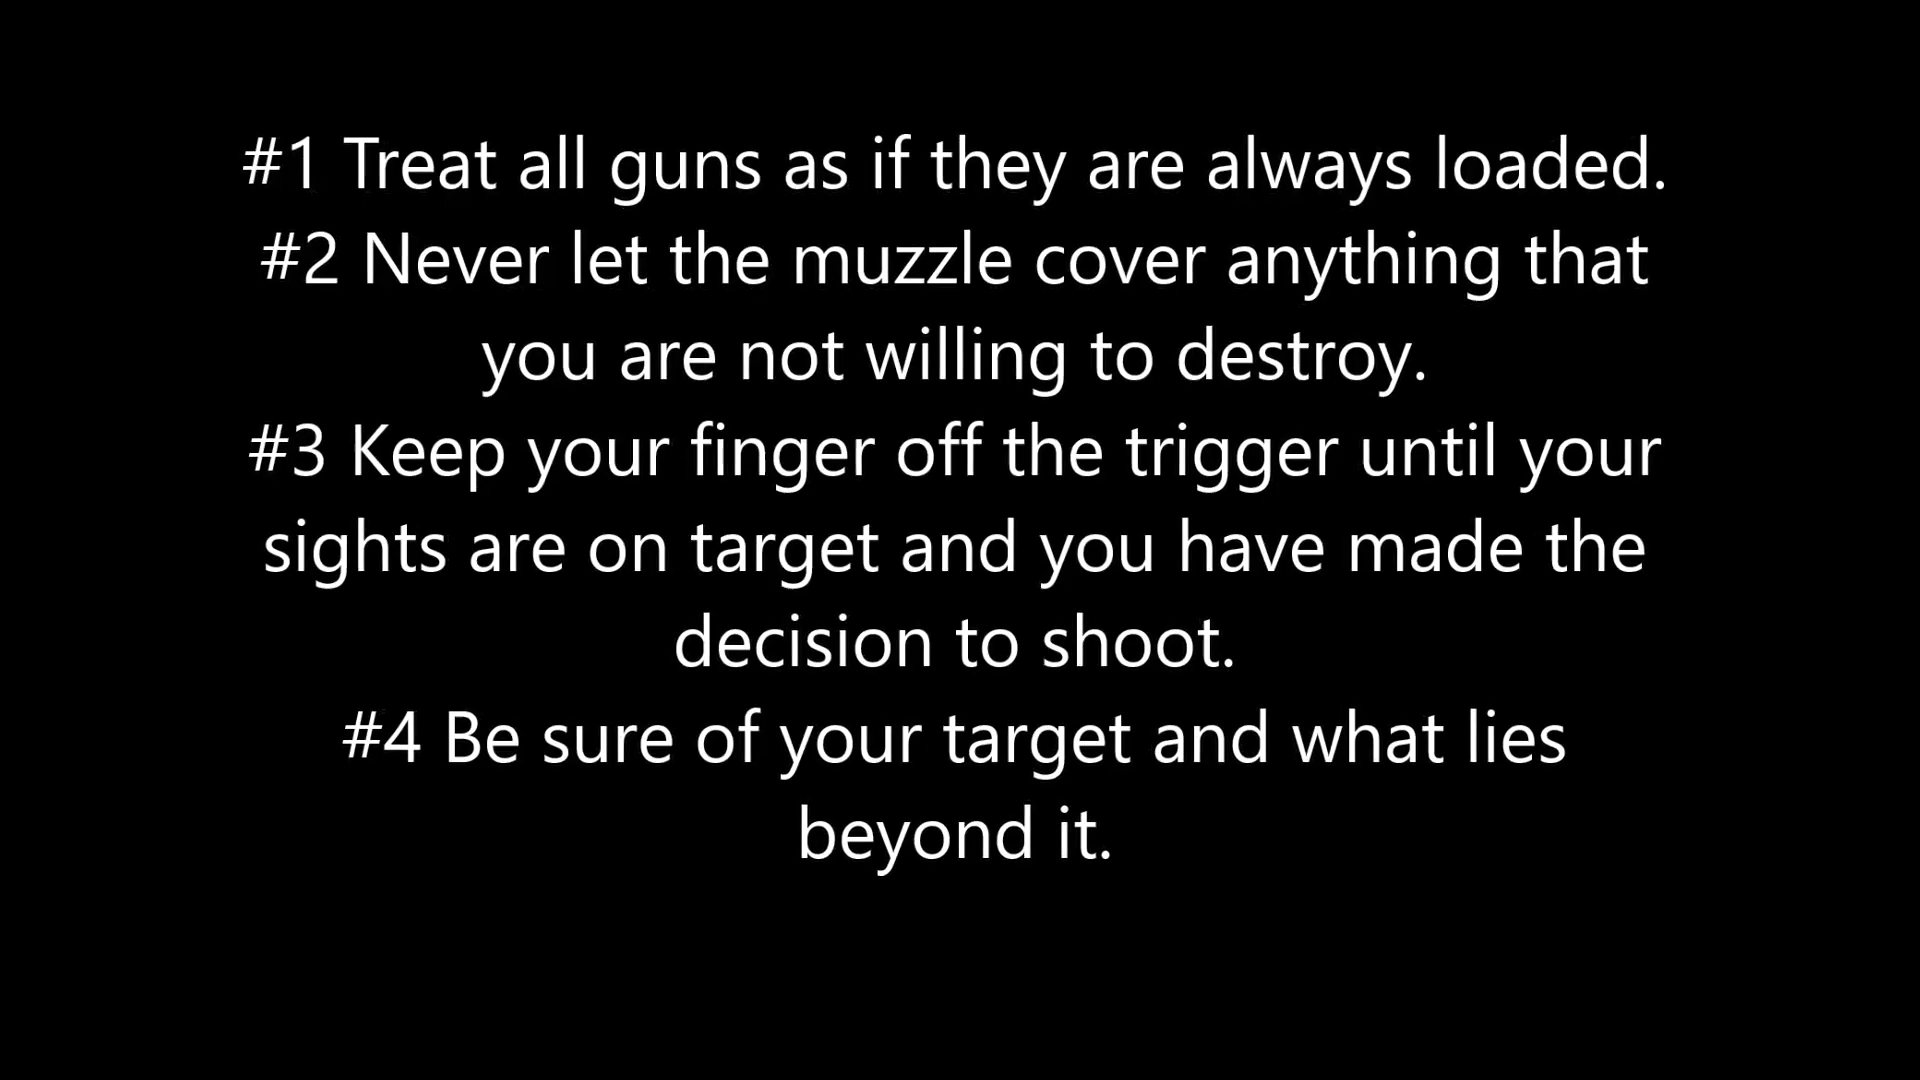 #1 Treat all guns as if they are always loaded.
#2 Never let the muzzle cover anything that
you are not willing to destroy.
#3 Keep your finger off the trigger until your
sights are on target and you have made the
decision to shoot.
#4 Be sure of your target and what lies
beyond it.